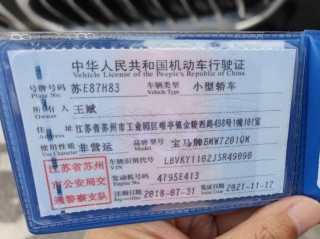 中华人民共和国机动车行驶证
Vehicle License of the People's Republic of China
号牌号码 苏E87H83 车辆类型 小型轿车
Plate No. Vehicle Type
所有人 王斌
Owner
住址 江苏省苏州市工业园区唯亭镇金陵西路498号1幢101室
使用性质 非营运 品牌型号 宝马牌BMW7201QM
Use Character Model
江苏省苏州市公安局交通警察支队
车辆识别代号 LBVKY1102JSR49090
VIN
发动机号码 4795E413
Engine No.
注册日期 2018-07-31 发证日期 2021-11-17
Register Date Issue Date